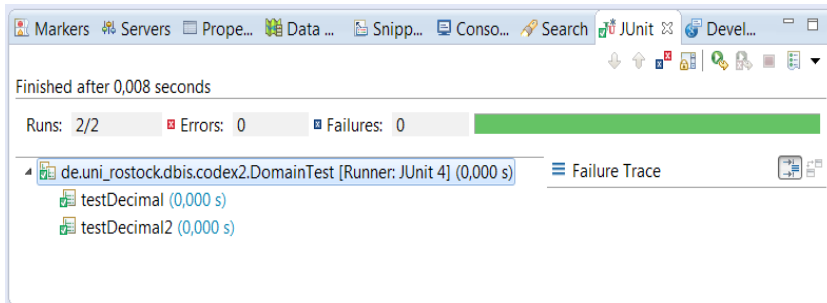 Markers Servers Prope... Data ... Snipp... Conso... Search JUnit Devel...
Finished after 0,008 seconds
Runs: 2/2 Errors: 0 Failures: 0
de.uni_rostock.dbis.codex2.DomainTest [Runner: JUnit 4] (0,000 s) Failure Trace
testDecimal (0,000 s)
testDecimal2 (0,000 s)